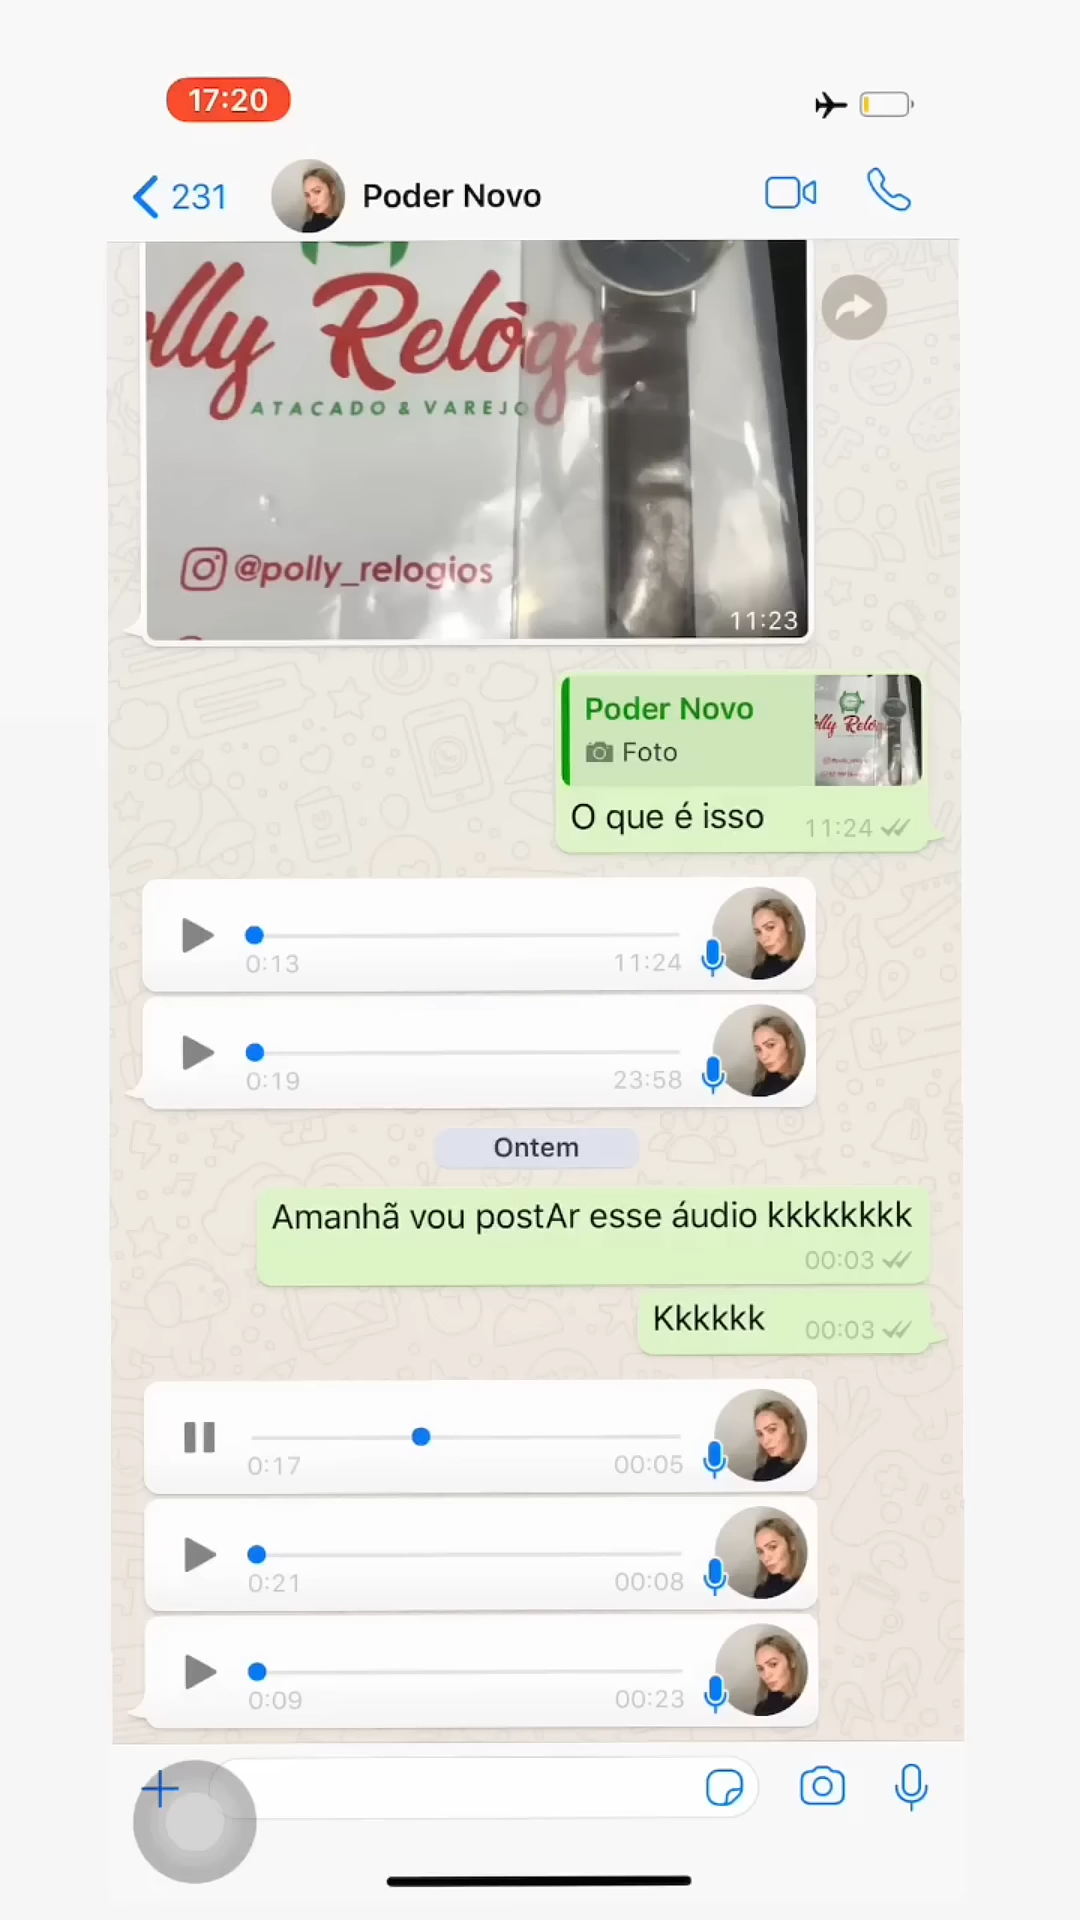 17:20
231
Poder Novo
olly Relógi
ATACADO & VAREJO
@polly_relogios
11:23
Poder Novo
Foto
O que é isso
11:24
0:13
11:24
0:19
23:58
Ontem
Amanhã vou postAr esse áudio kkkkkkkk
00:03
Kkkkkk
00:03
0:17
00:05
0:21
00:08
0:09
00:23